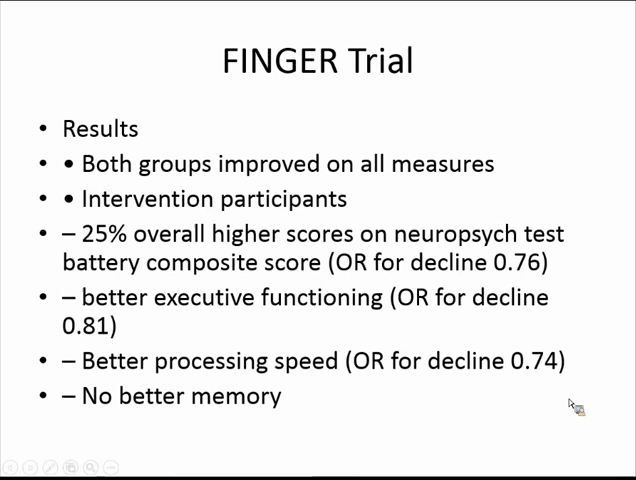 FINGER Trial
• Results
• • Both groups improved on all measures
• • Intervention participants
• – 25% overall higher scores on neuropsych test
battery composite score (OR for decline 0.76)
• – better executive functioning (OR for decline
0.81)
• – Better processing speed (OR for decline 0.74)
• – No better memory